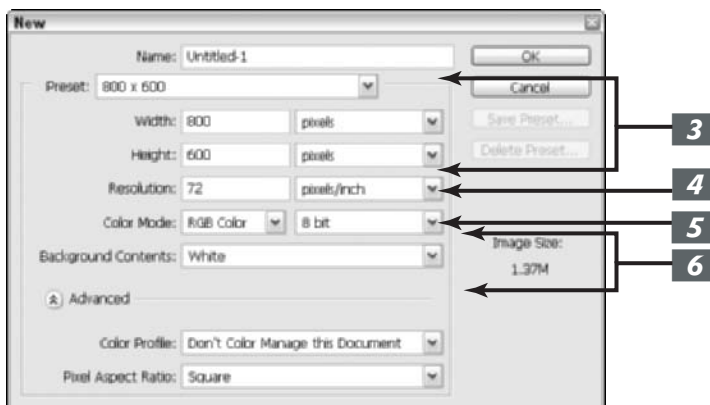 New
Name: Untitled-1
OK
Preset: 800 x 600
Cancel
Width: 800 pixels
Save Preset...
3
Height: 600 pixels
Delete Preset...
Resolution: 72 pixels/inch
4
Color Mode: RGB Color 8 bit
5
Image Size:
Background Contents: White
6
1.37M
Advanced
Color Profile: Don't Color Manage this Document
Pixel Aspect Ratio: Square